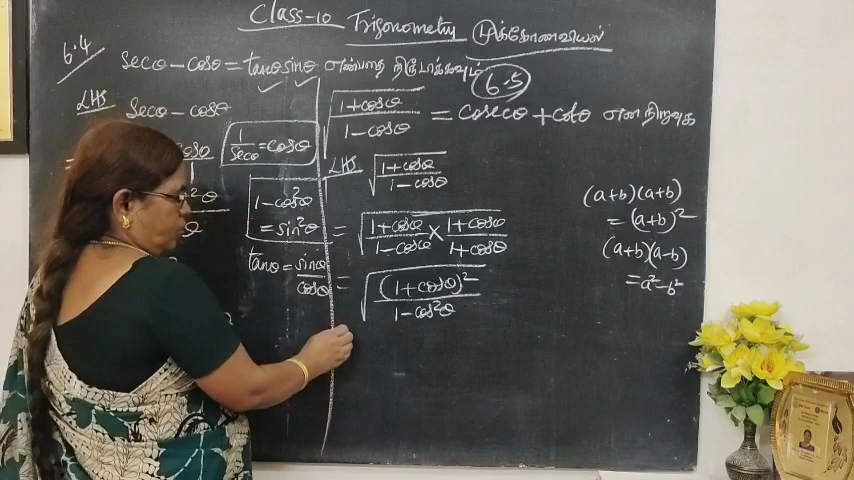 Class-10 Trigonometry முக்கோணவியல்
6.4 secθ - cosθ = tanθ sinθ என்பதை நிரூபிக்கவும்
6.5
LHS secθ - cosθ
1/secθ = cosθ
1 - cos²θ
= sin²θ
tanθ = sinθ/cosθ
√((1+cosθ)/(1-cosθ)) = cosecθ + cotθ என நிறுவுக
LHS √((1+cosθ)/(1-cosθ))
= √((1+cosθ)/(1-cosθ) × (1+cosθ)/(1+cosθ))
= √((1+cosθ)²/(1-cos²θ))
(a+b)(a+b)
= (a+b)²
(a+b)(a-b)
= a²-b²